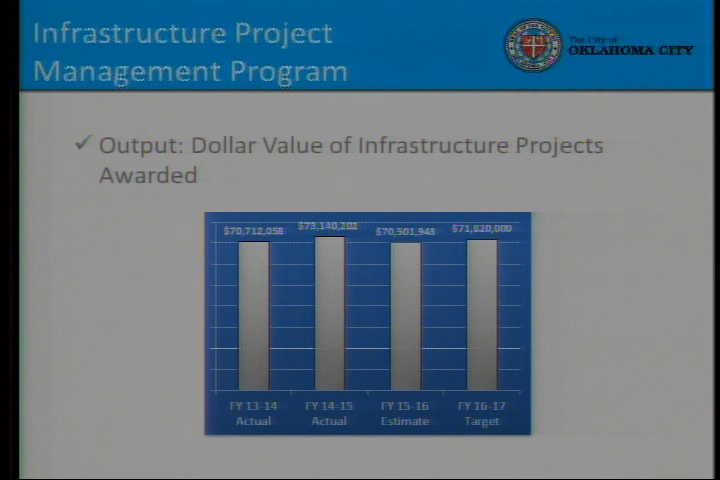 Infrastructure Project
Management Program
The City of
OKLAHOMA CITY
✓ Output: Dollar Value of Infrastructure Projects
Awarded
$70,712,058 $73,140,202 $70,501,943 $71,820,000
FY 13-14 FY 14-15 FY 15-16 FY 16-17
Actual Actual Estimate Target